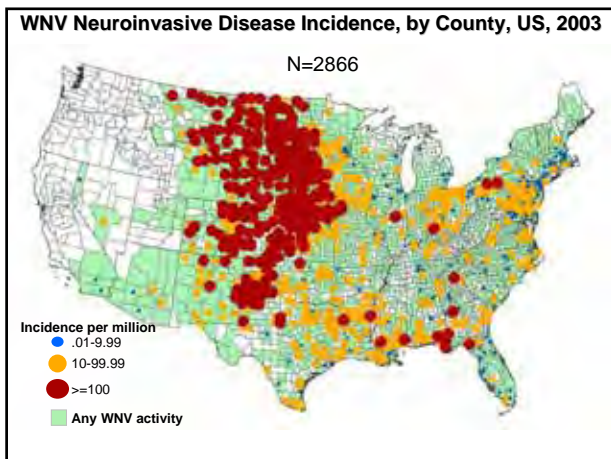 WNV Neuroinvasive Disease Incidence, by County, US, 2003
N=2866
Incidence per million
.01-9.99
10-99.99
>=100
Any WNV activity